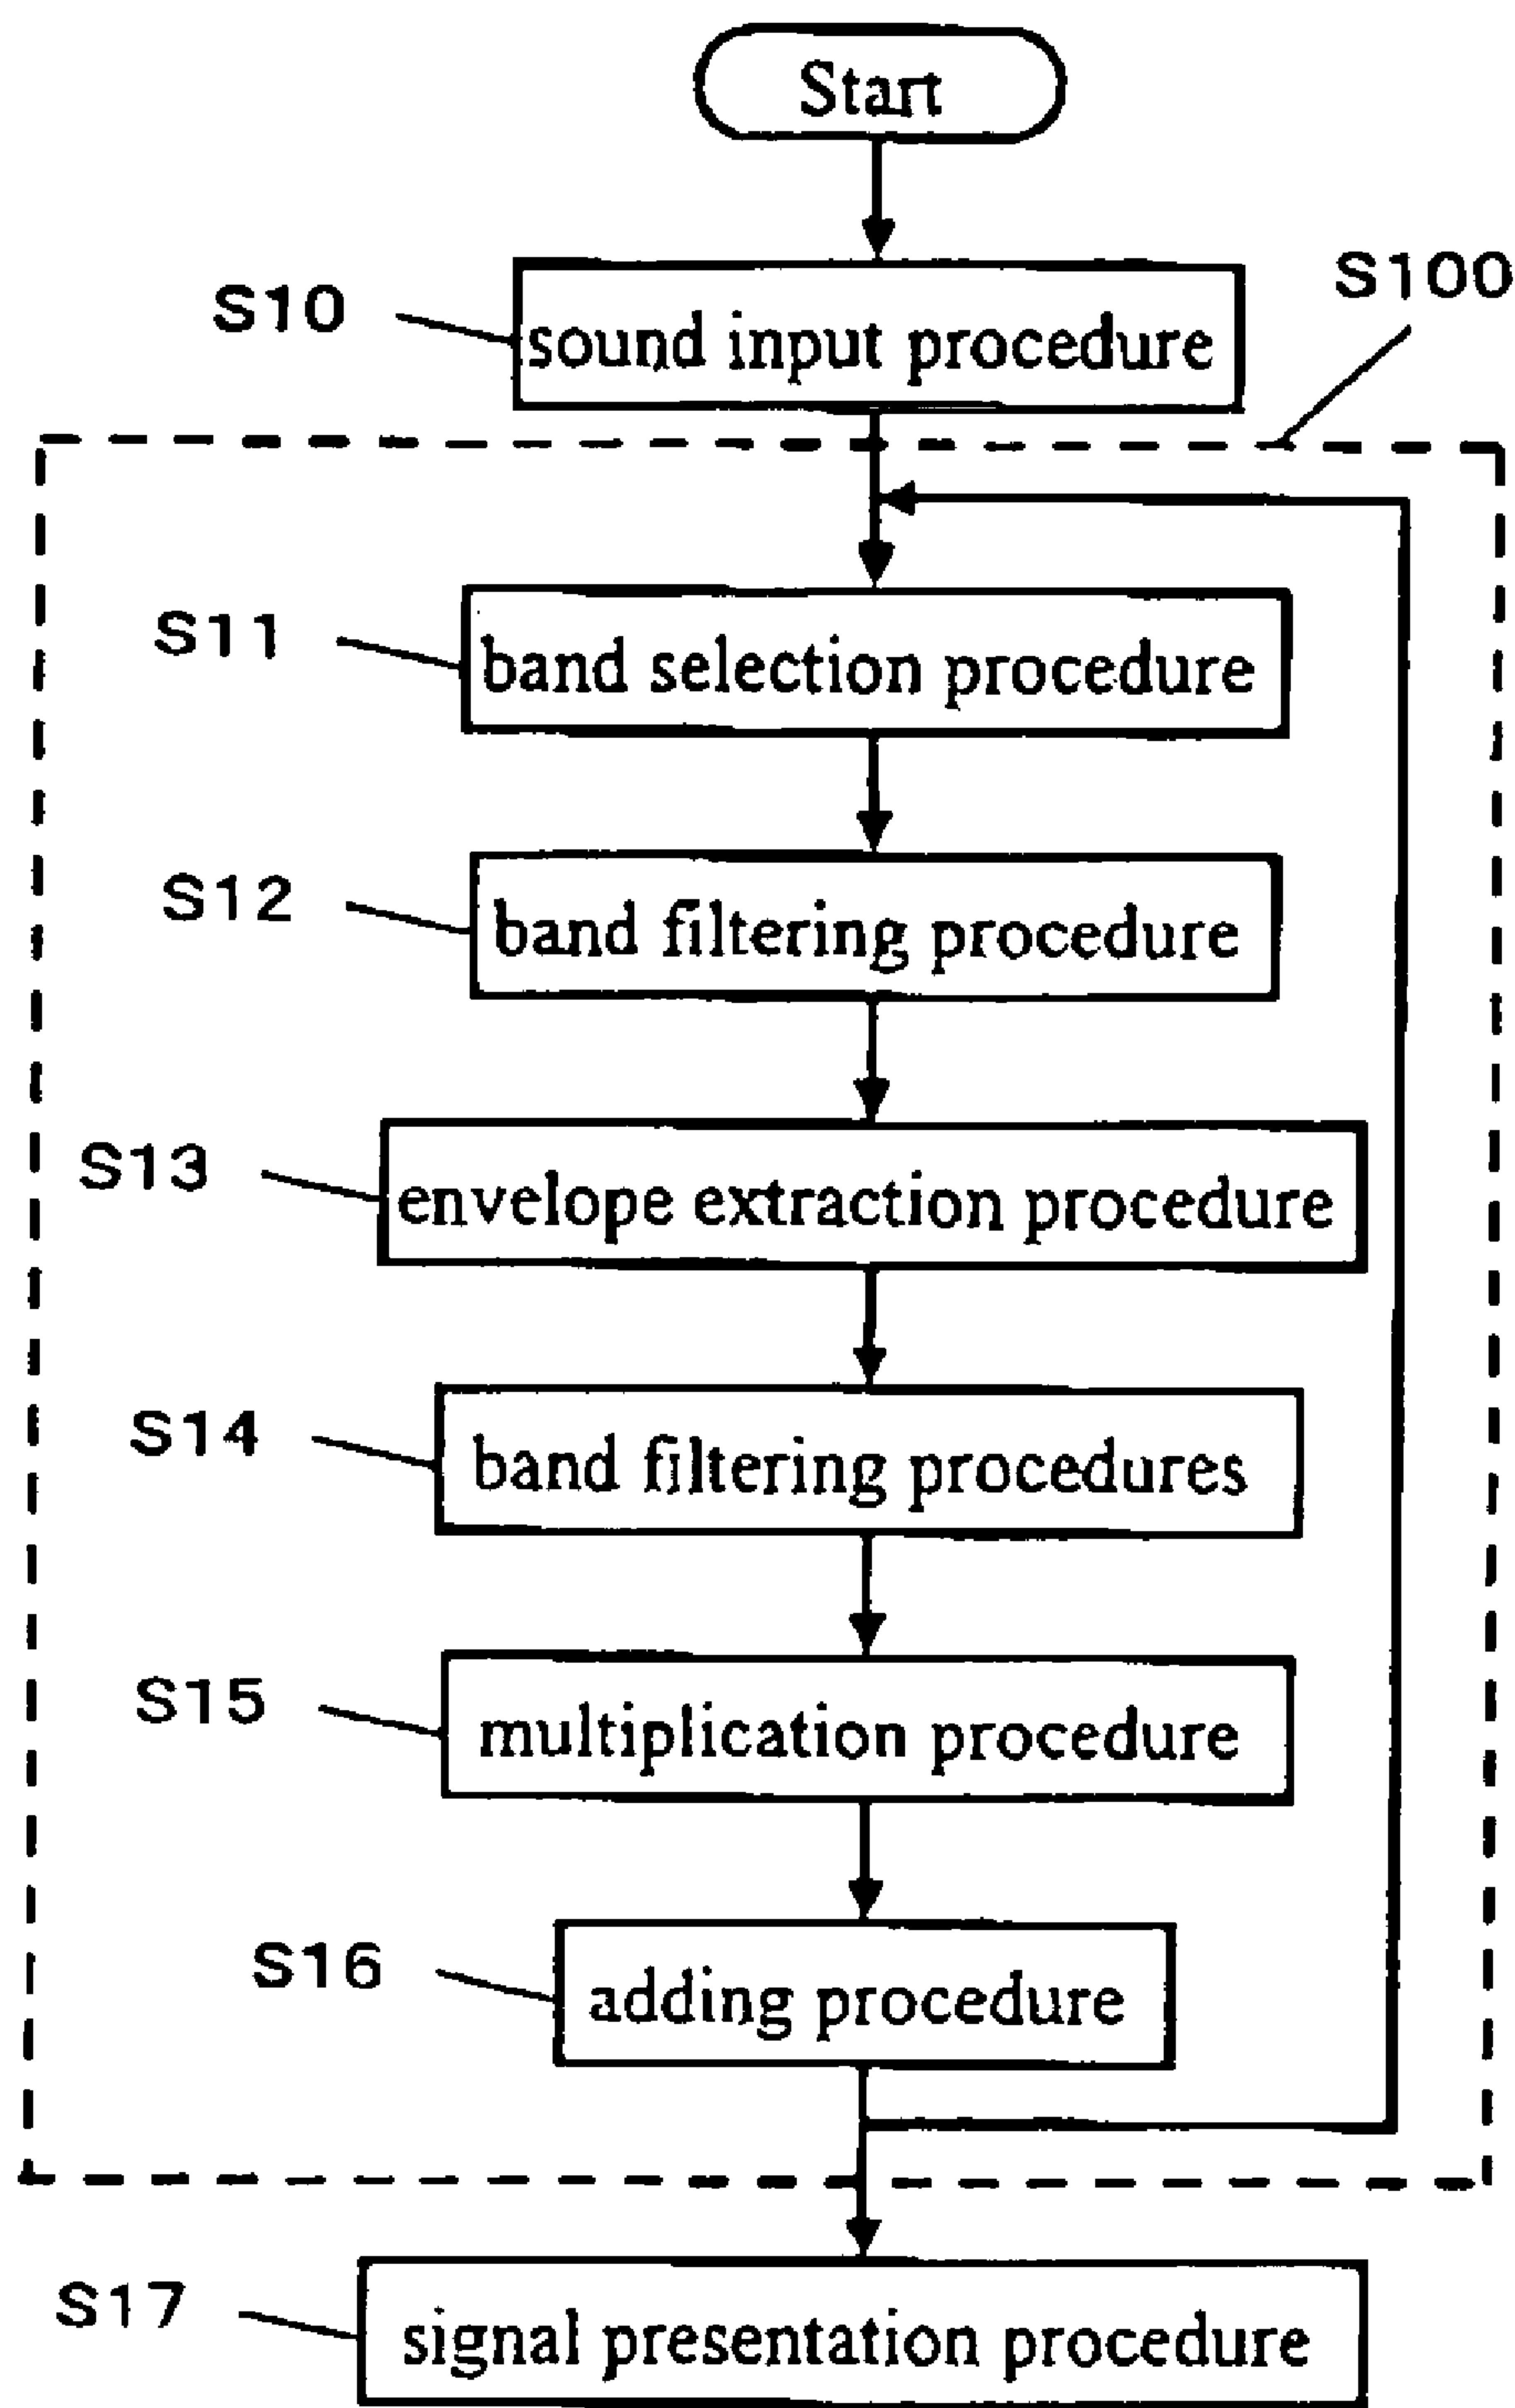 Start
S10
sound input procedure
S100
S11
band selection procedure
S12
band filtering procedure
S13
envelope extraction procedure
S14
band filtering procedures
S15
multiplication procedure
S16
adding procedure
S17
signal presentation procedure